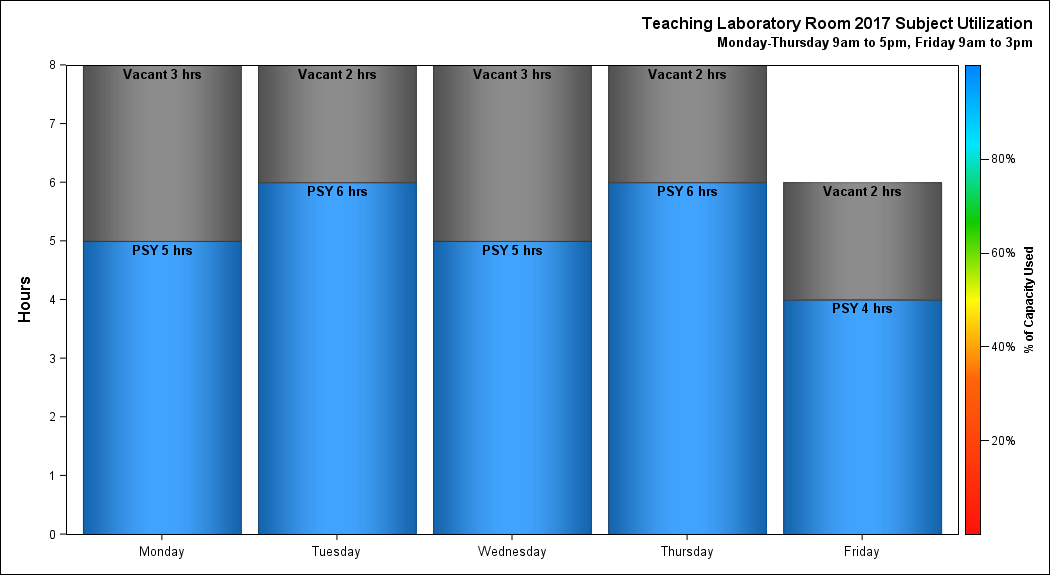 Teaching Laboratory Room 2017 Subject Utilization
Monday-Thursday 9am to 5pm, Friday 9am to 3pm
Hours
8
7
6
5
4
3
2
1
0
Vacant 3 hrs
PSY 5 hrs
Vacant 2 hrs
PSY 6 hrs
Vacant 3 hrs
PSY 5 hrs
Vacant 2 hrs
PSY 6 hrs
Vacant 2 hrs
PSY 4 hrs
Monday
Tuesday
Wednesday
Thursday
Friday
80%
60%
40%
20%
% of Capacity Used